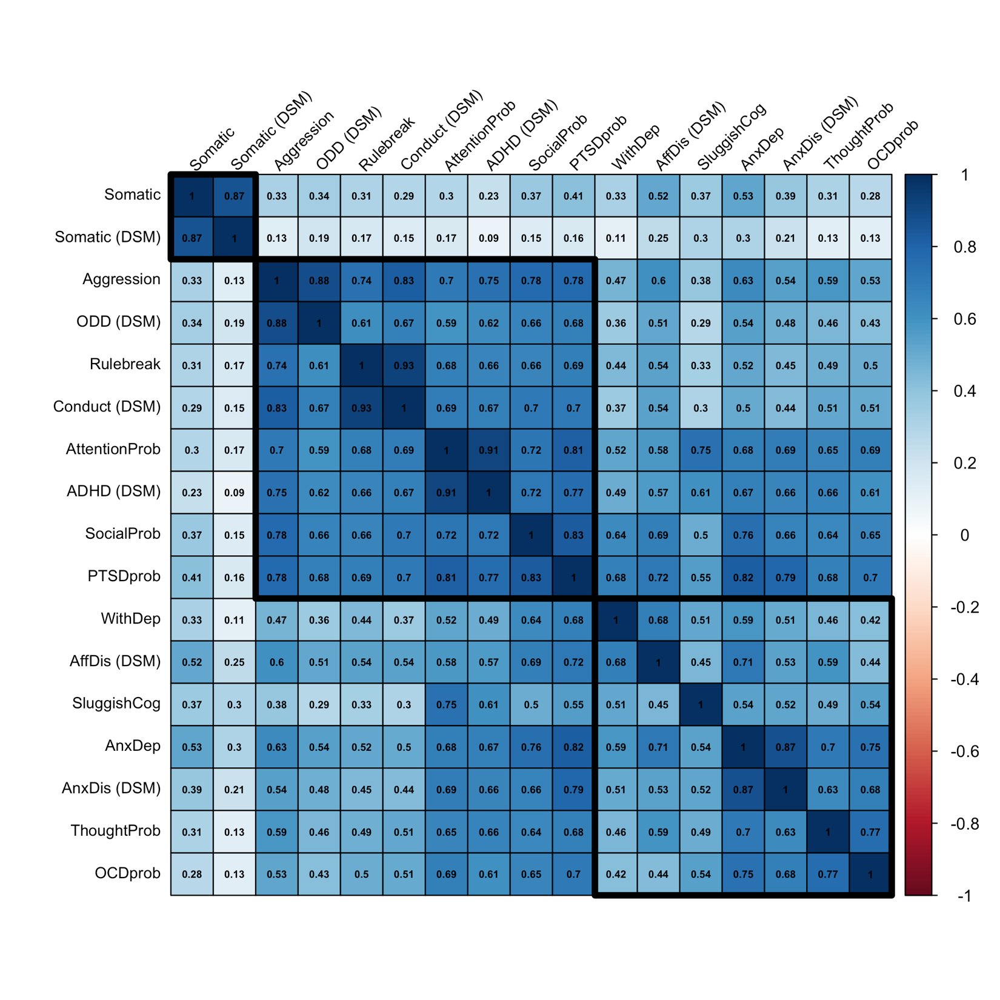 Somatic Somatic (DSM) Aggression ODD (DSM) Rulebreak Conduct (DSM) AttentionProb ADHD (DSM) SocialProb PTSDprob WithDep AffDis (DSM) SluggishCog AnxDep AnxDis (DSM) ThoughtProb OCDprob
Somatic 1 0.87 0.33 0.34 0.31 0.29 0.3 0.23 0.37 0.41 0.33 0.52 0.37 0.53 0.39 0.31 0.28
Somatic (DSM) 0.87 1 0.13 0.19 0.17 0.15 0.17 0.09 0.15 0.16 0.11 0.25 0.3 0.3 0.21 0.13 0.13
Aggression 0.33 0.13 1 0.88 0.74 0.83 0.7 0.75 0.78 0.78 0.47 0.6 0.38 0.63 0.54 0.59 0.53
ODD (DSM) 0.34 0.19 0.88 1 0.61 0.67 0.59 0.62 0.66 0.68 0.36 0.51 0.29 0.54 0.48 0.46 0.43
Rulebreak 0.31 0.17 0.74 0.61 1 0.93 0.68 0.66 0.66 0.69 0.44 0.54 0.33 0.52 0.45 0.49 0.5
Conduct (DSM) 0.29 0.15 0.83 0.67 0.93 1 0.69 0.67 0.7 0.7 0.37 0.54 0.3 0.5 0.44 0.51 0.51
AttentionProb 0.3 0.17 0.7 0.59 0.68 0.69 1 0.91 0.72 0.81 0.52 0.58 0.75 0.68 0.69 0.65 0.69
ADHD (DSM) 0.23 0.09 0.75 0.62 0.66 0.67 0.91 1 0.72 0.77 0.49 0.57 0.61 0.67 0.66 0.66 0.61
SocialProb 0.37 0.15 0.78 0.66 0.66 0.7 0.72 0.72 1 0.83 0.64 0.69 0.5 0.76 0.66 0.64 0.65
PTSDprob 0.41 0.16 0.78 0.68 0.69 0.7 0.81 0.77 0.83 1 0.68 0.72 0.55 0.82 0.79 0.68 0.7
WithDep 0.33 0.11 0.47 0.36 0.44 0.37 0.52 0.49 0.64 0.68 1 0.68 0.51 0.59 0.51 0.46 0.42
AffDis (DSM) 0.52 0.25 0.6 0.51 0.54 0.54 0.58 0.57 0.69 0.72 0.68 1 0.45 0.71 0.53 0.59 0.44
SluggishCog 0.37 0.3 0.38 0.29 0.33 0.3 0.75 0.61 0.5 0.55 0.51 0.45 1 0.54 0.52 0.49 0.54
AnxDep 0.53 0.3 0.63 0.54 0.52 0.5 0.68 0.67 0.76 0.82 0.59 0.71 0.54 1 0.87 0.7 0.75
AnxDis (DSM) 0.39 0.21 0.54 0.48 0.45 0.44 0.69 0.66 0.66 0.79 0.51 0.53 0.52 0.87 1 0.63 0.68
ThoughtProb 0.31 0.13 0.59 0.46 0.49 0.51 0.65 0.66 0.64 0.68 0.46 0.59 0.49 0.7 0.63 1 0.77
OCDprob 0.28 0.13 0.53 0.43 0.5 0.51 0.69 0.61 0.65 0.7 0.42 0.44 0.54 0.75 0.68 0.77 1
1
0.8
0.6
0.4
0.2
0
-0.2
-0.4
-0.6
-0.8
-1